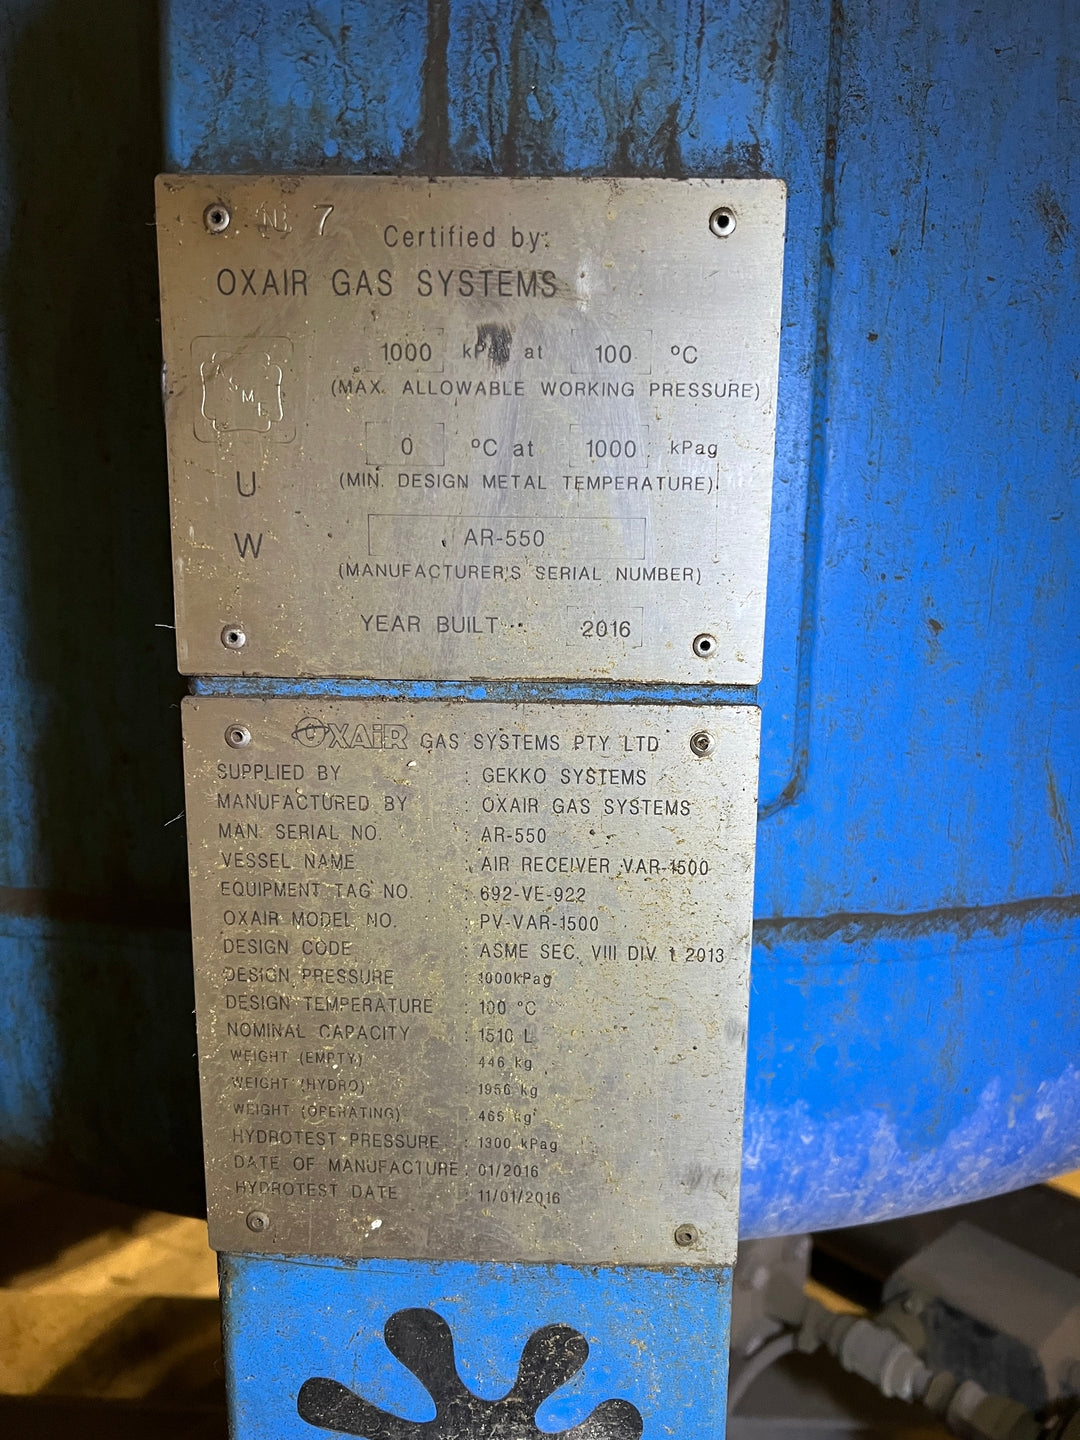 NB 7
Certified by:
OXAIR GAS SYSTEMS
1000 kPag at 100 °C
(MAX. ALLOWABLE WORKING PRESSURE)
ASME
0 °C at 1000 kPag
U
(MIN. DESIGN METAL TEMPERATURE)
W
AR-550
(MANUFACTURER'S SERIAL NUMBER)
YEAR BUILT 2016
OXAIR GAS SYSTEMS PTY LTD
SUPPLIED BY : GEKKO SYSTEMS
MANUFACTURED BY : OXAIR GAS SYSTEMS
MAN. SERIAL NO. : AR-550
VESSEL NAME : AIR RECEIVER VAR-1500
EQUIPMENT TAG NO. : 692-VE-922
OXAIR MODEL NO. : PV-VAR-1500
DESIGN CODE : ASME SEC. VIII DIV 1 2013
DESIGN PRESSURE : 1000kPag
DESIGN TEMPERATURE : 100 °C
NOMINAL CAPACITY : 1510 L
WEIGHT (EMPTY) : 446 kg
WEIGHT (HYDRO) : 1956 kg
WEIGHT (OPERATING) : 465 kg
HYDROTEST PRESSURE : 1300 kPag
DATE OF MANUFACTURE : 01/2016
HYDROTEST DATE : 11/01/2016